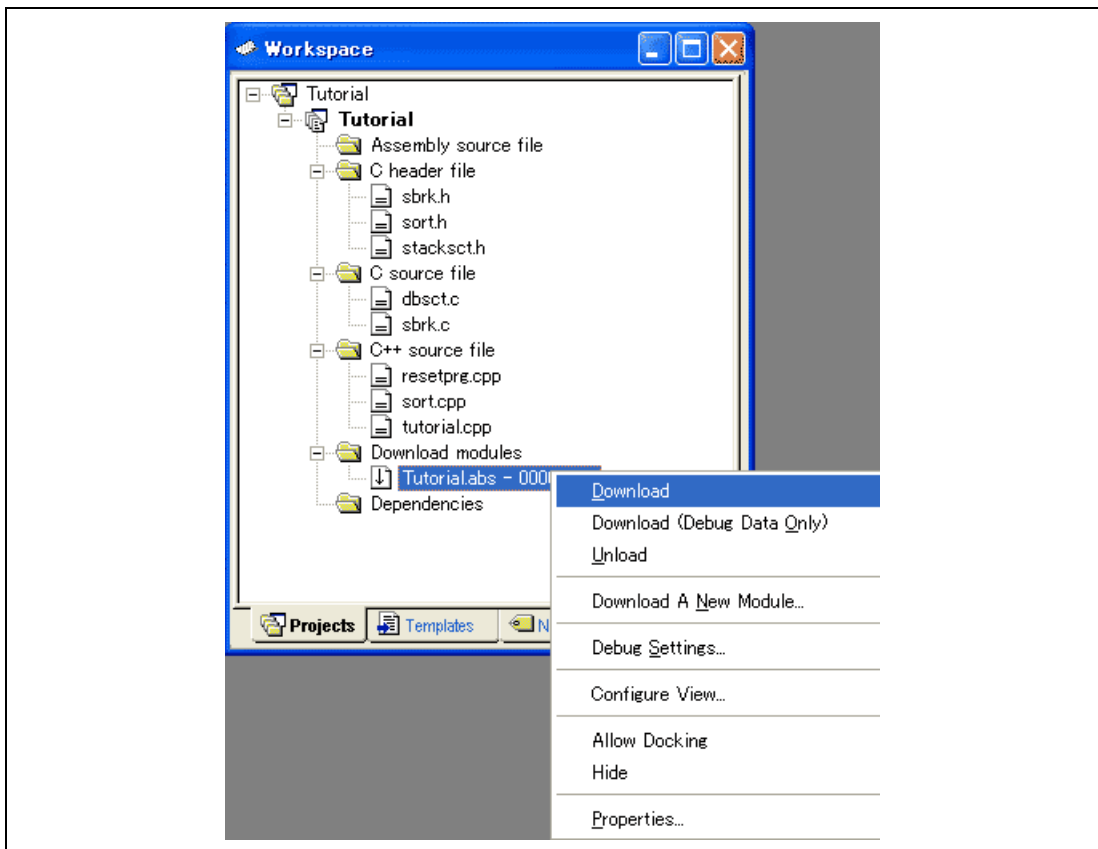 Workspace
Tutorial
Tutorial
Assembly source file
C header file
sbrk.h
sort.h
stacksct.h
C source file
dbsct.c
sbrk.c
C++ source file
resetprg.cpp
sort.cpp
tutorial.cpp
Download modules
Tutorial.abs - 000
Dependencies
Projects Templates N
Download
Download (Debug Data Only)
Unload
Download A New Module...
Debug Settings...
Configure View...
Allow Docking
Hide
Properties...